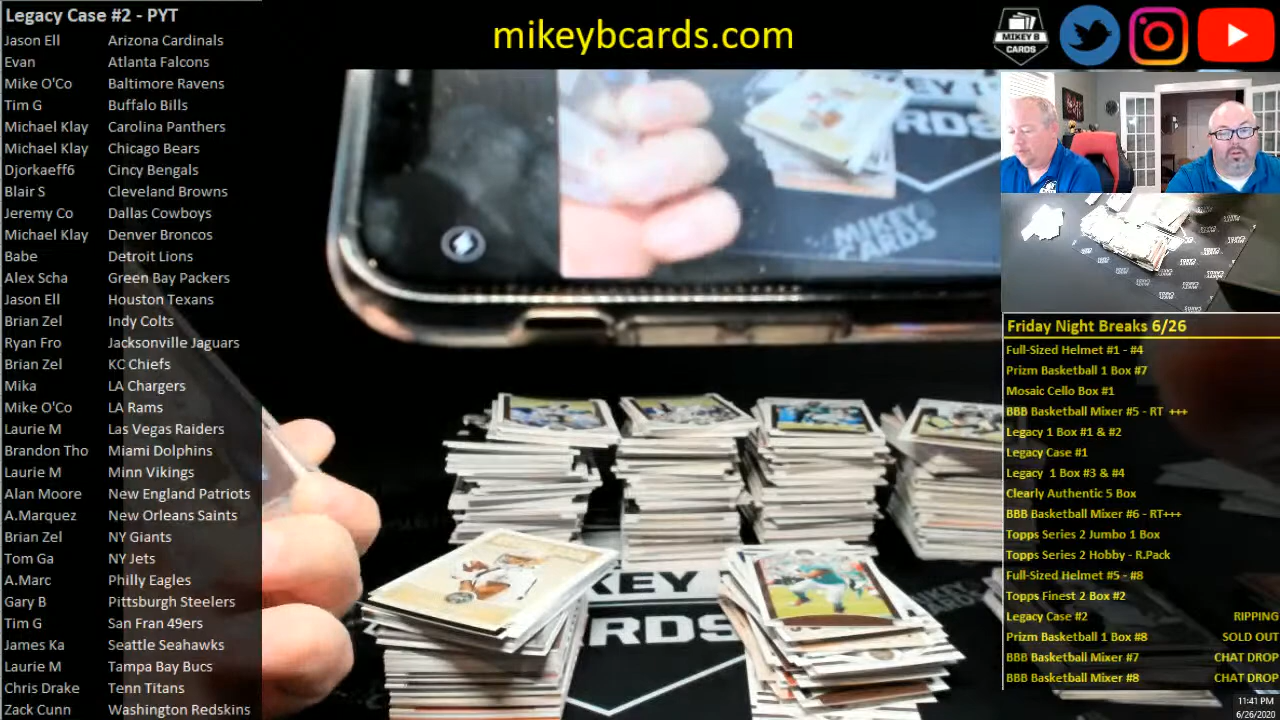 Legacy Case #2 - PYT
Jason Ell Arizona Cardinals
Evan Atlanta Falcons
Mike O'Co Baltimore Ravens
Tim G Buffalo Bills
Michael Klay Carolina Panthers
Michael Klay Chicago Bears
Djorkaeff6 Cincy Bengals
Blair S Cleveland Browns
Jeremy Co Dallas Cowboys
Michael Klay Denver Broncos
Babe Detroit Lions
Alex Scha Green Bay Packers
Jason Ell Houston Texans
Brian Zel Indy Colts
Ryan Fro Jacksonville Jaguars
Brian Zel KC Chiefs
Mika LA Chargers
Mike O'Co LA Rams
Laurie M Las Vegas Raiders
Brandon Tho Miami Dolphins
Laurie M Minn Vikings
Alan Moore New England Patriots
A.Marquez New Orleans Saints
Brian Zel NY Giants
Tom Ga NY Jets
A.Marc Philly Eagles
Gary B Pittsburgh Steelers
Tim G San Fran 49ers
James Ka Seattle Seahawks
Laurie M Tampa Bay Bucs
Chris Drake Tenn Titans
Zack Cunn Washington Redskins
mikeybcards.com
MIKEY B
CARDS
MIKEY
CARDS
KEY
RDS
Friday Night Breaks 6/26
Full-Sized Helmet #1 - #4
Prizm Basketball 1 Box #7
Mosaic Cello Box #1
BBB Basketball Mixer #5 - RT +++
Legacy 1 Box #1 & #2
Legacy Case #1
Legacy 1 Box #3 & #4
Clearly Authentic 5 Box
BBB Basketball Mixer #6 - RT+++
Topps Series 2 Jumbo 1 Box
Topps Series 2 Hobby - R.Pack
Full-Sized Helmet #5 - #8
Topps Finest 2 Box #2
Legacy Case #2 RIPPING
Prizm Basketball 1 Box #8 SOLD OUT
BBB Basketball Mixer #7 CHAT DROP
BBB Basketball Mixer #8 CHAT DROP
11:41 PM
6/26/2020